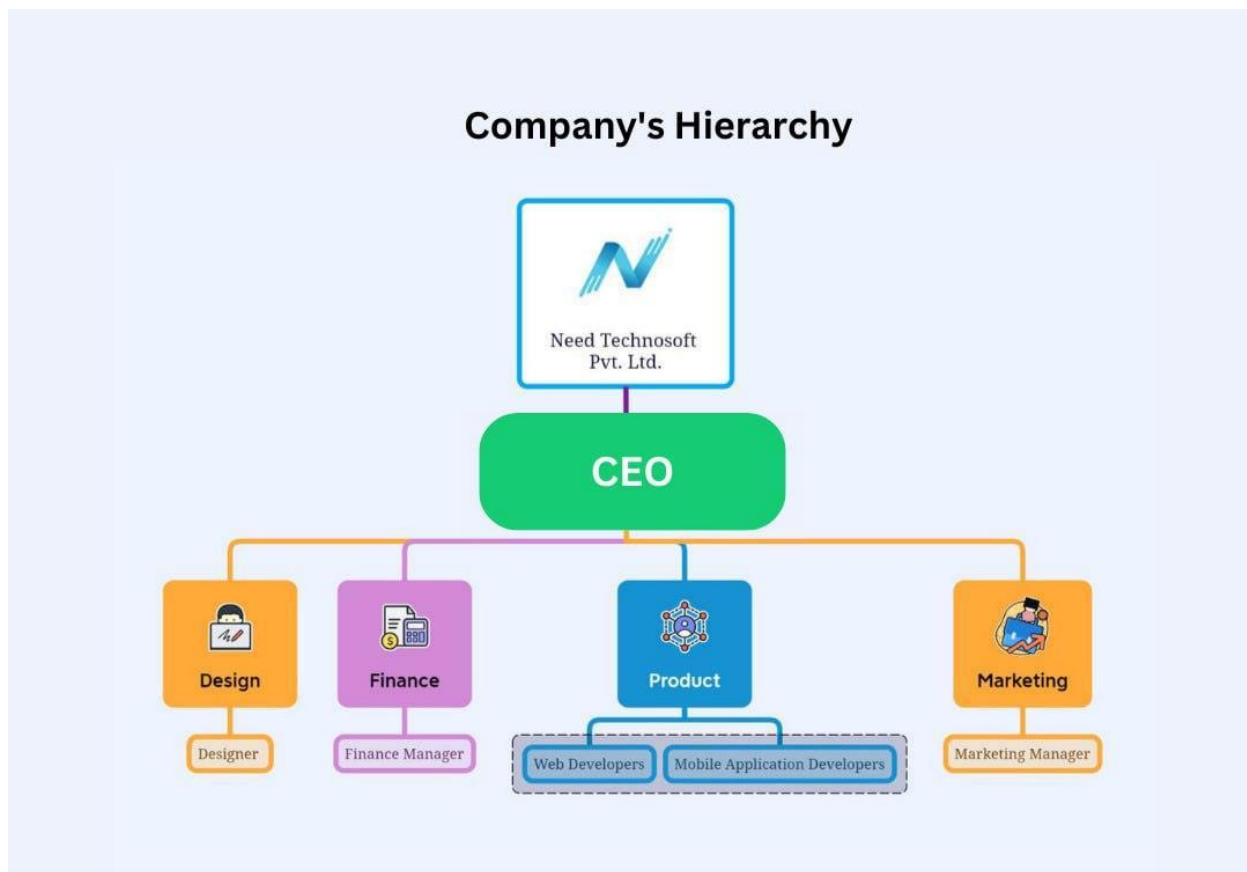 Company's Hierarchy
Need Technosoft
Pvt. Ltd.
CEO
Design
Finance
Product
Marketing
Designer
Finance Manager
Web Developers
Mobile Application Developers
Marketing Manager